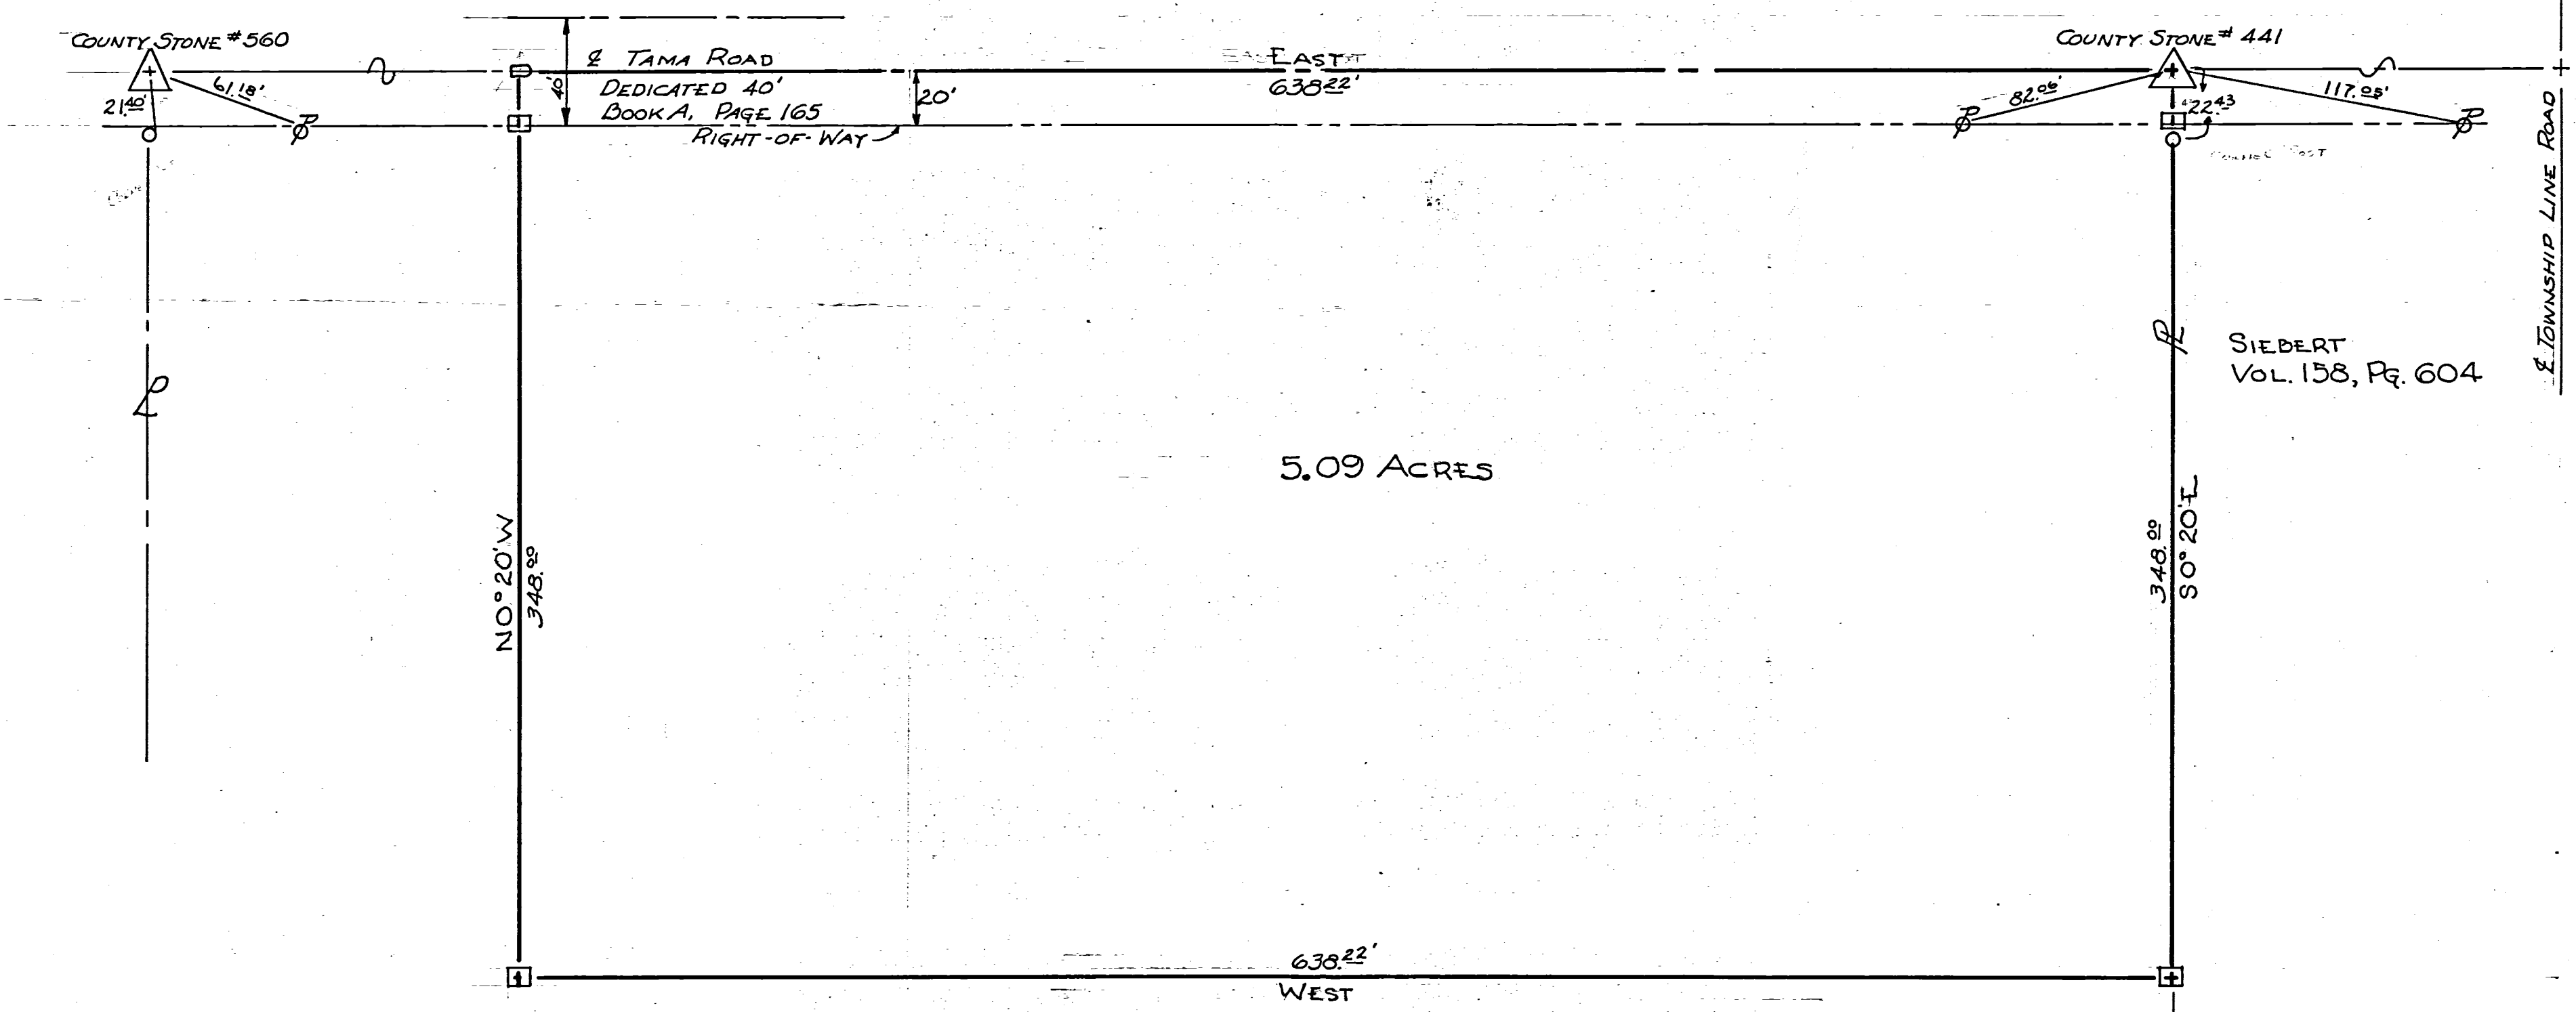 COUNTY STONE #560
COUNTY STONE # 441
℄ TAMA ROAD
EAST
638.22'
DEDICATED 40'
BOOK A, PAGE 165
RIGHT-OF-WAY
40'
20'
21.40'
61.18'
82.06'
22.43
117.05'
℄ TOWNSHIP LINE ROAD
SIEBERT
VOL. 158, PG. 604
5.09 ACRES
N0°20'W
348.00
348.00
S0°20'E
638.22'
WEST